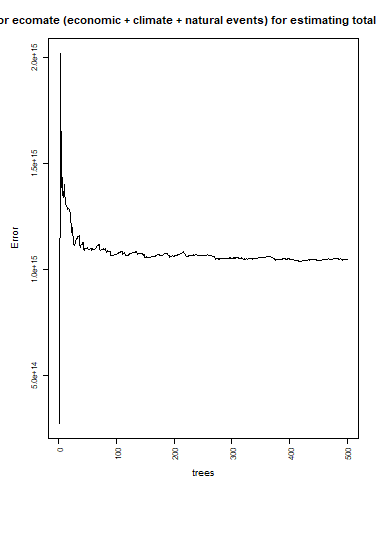 or ecomate (economic + climate + natural events) for estimating total
2.0e+15
1.5e+15
1.0e+15
5.0e+14
Error
0 100 200 300 400 500
trees